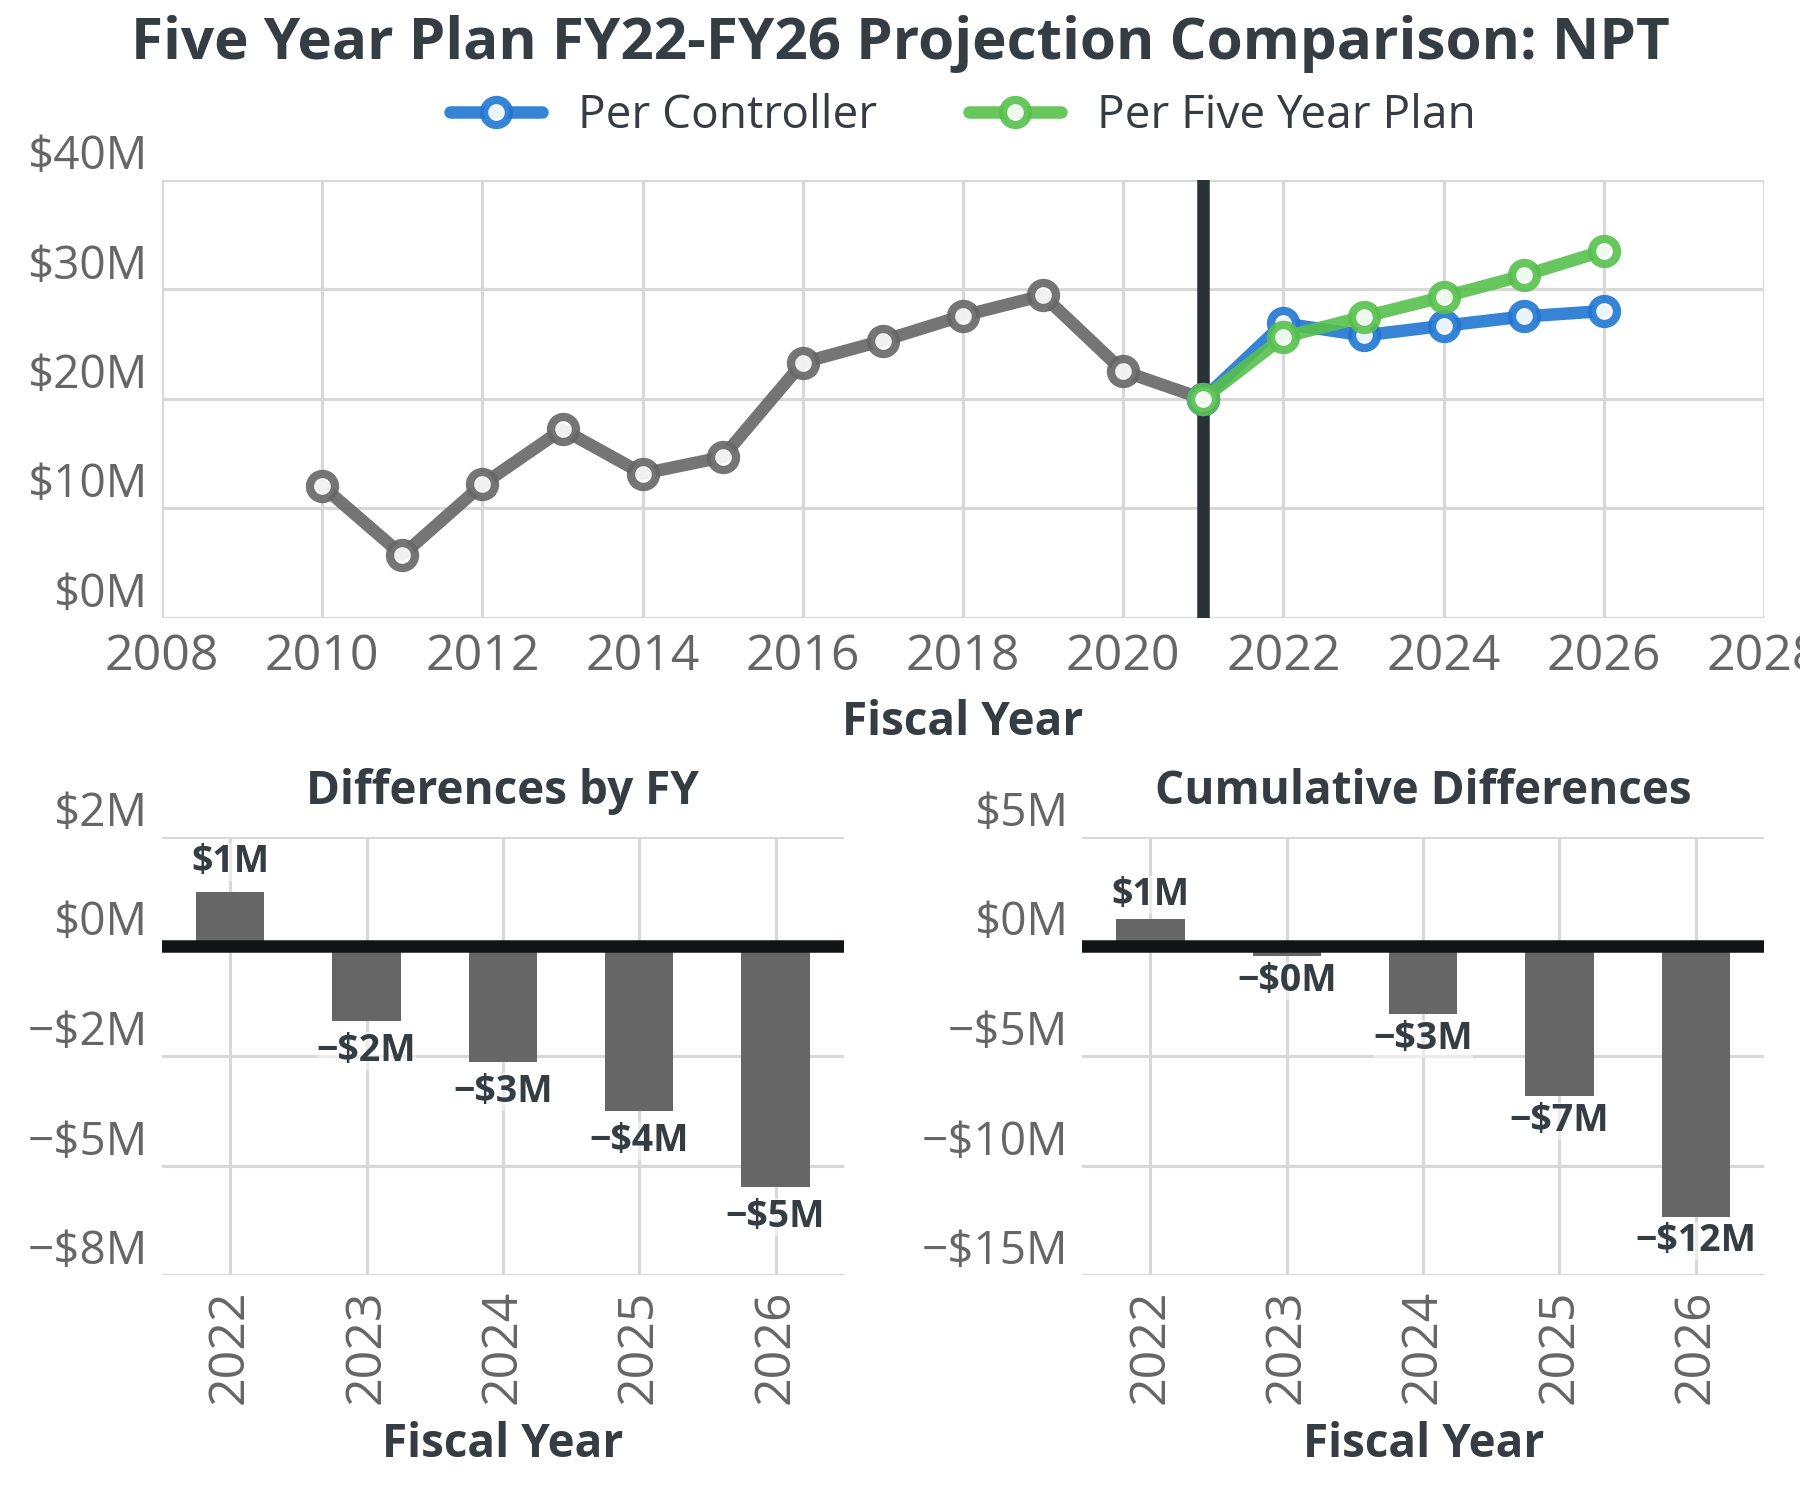 Five Year Plan FY22-FY26 Projection Comparison: NPT
Per Controller
Per Five Year Plan
$40M
$30M
$20M
$10M
$0M
2008 2010 2012 2014 2016 2018 2020 2022 2024 2026 2028
Fiscal Year
Differences by FY
$2M
$0M
−$2M
−$5M
−$8M
$1M
−$2M
−$3M
−$4M
−$5M
2022 2023 2024 2025 2026
Fiscal Year
Cumulative Differences
$5M
$0M
−$5M
−$10M
−$15M
$1M
−$0M
−$3M
−$7M
−$12M
2022 2023 2024 2025 2026
Fiscal Year